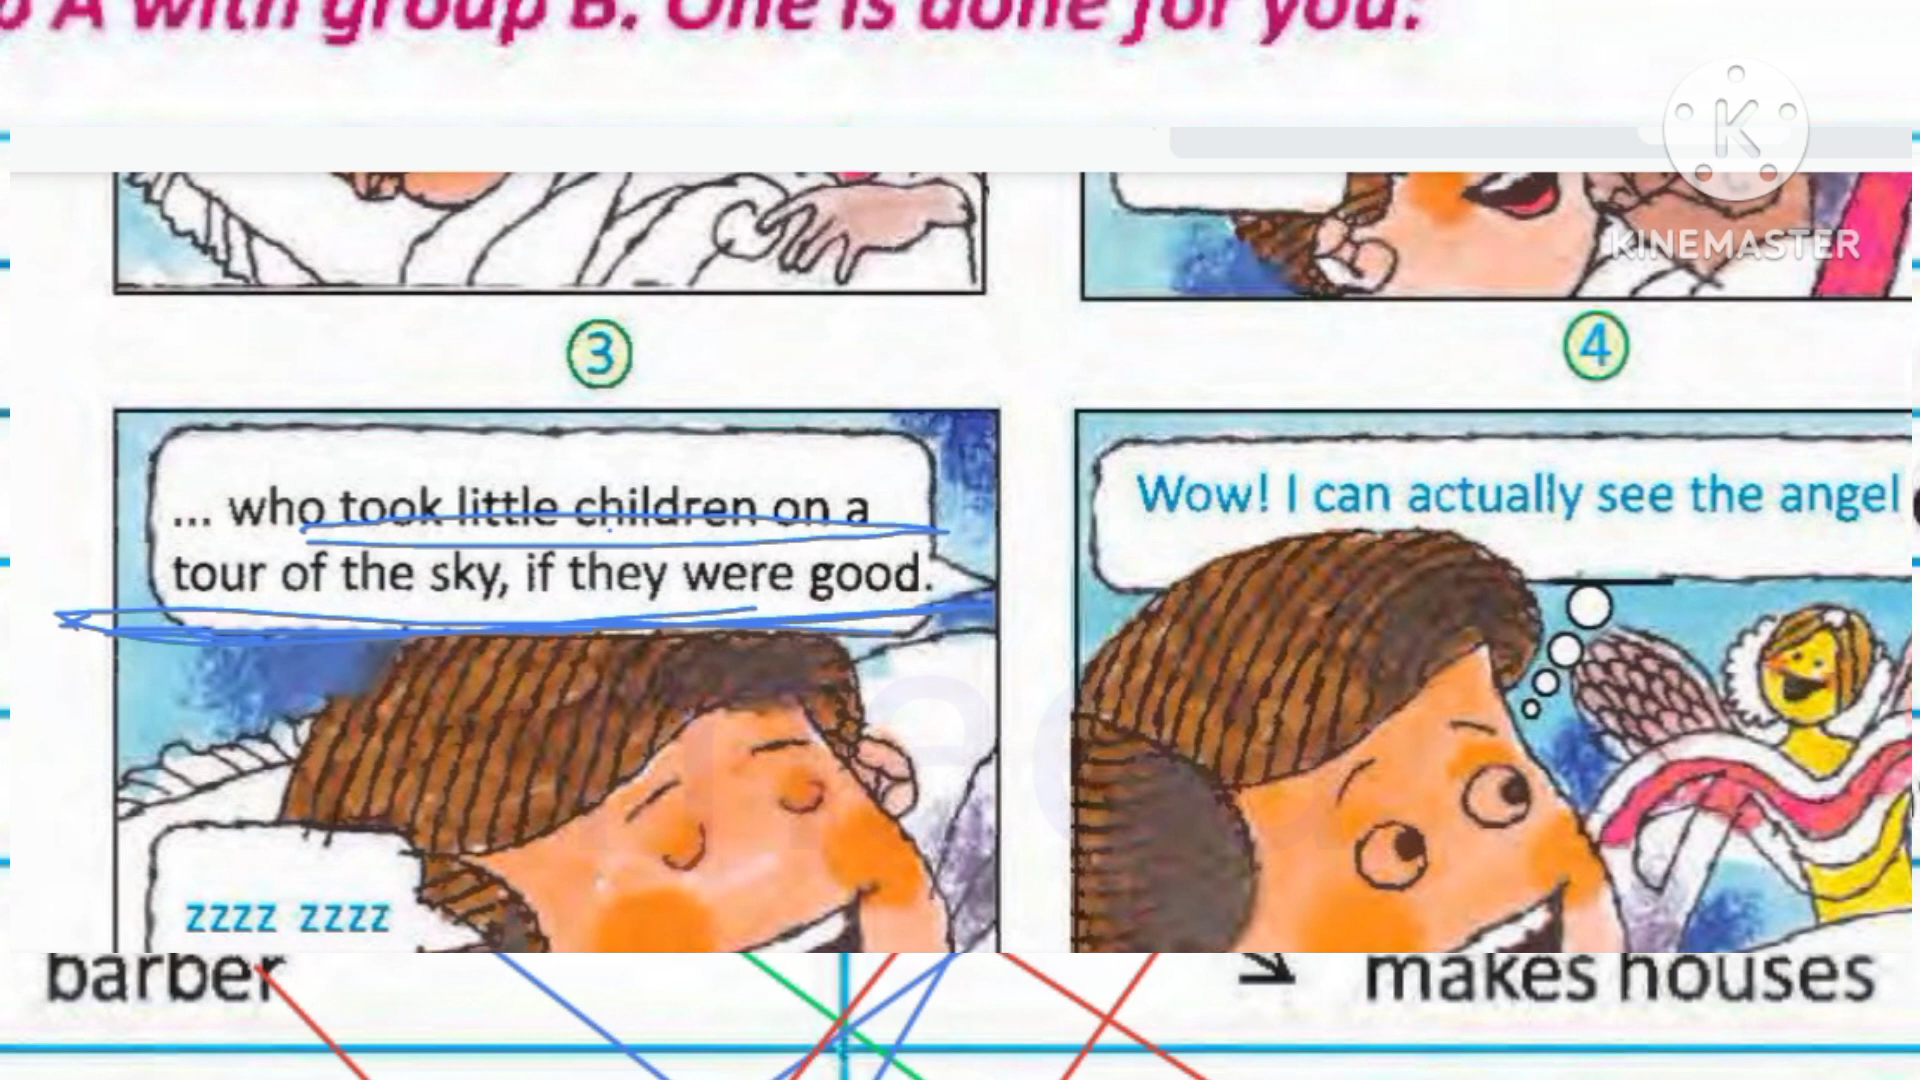 A with group B. One is done for you:
K
KINEMASTER
3
4
... who took little children on a
tour of the sky, if they were good.
Wow! I can actually see the angel
zzzz zzzz
barber
makes houses